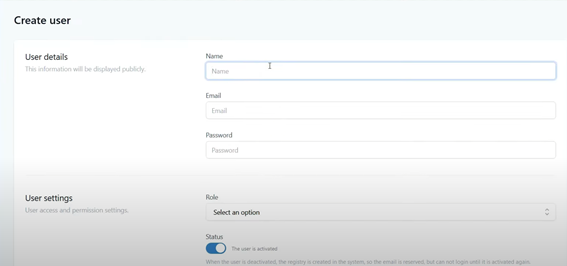 Create user
User details
This information will be displayed publicly.
Name
Name
Email
Email
Password
Password
User settings
User access and permission settings.
Role
Select an option
Status
The user is activated
When the user is deactivated, the registry is created in the system, so the email is reserved, but can not login until it is activated again.